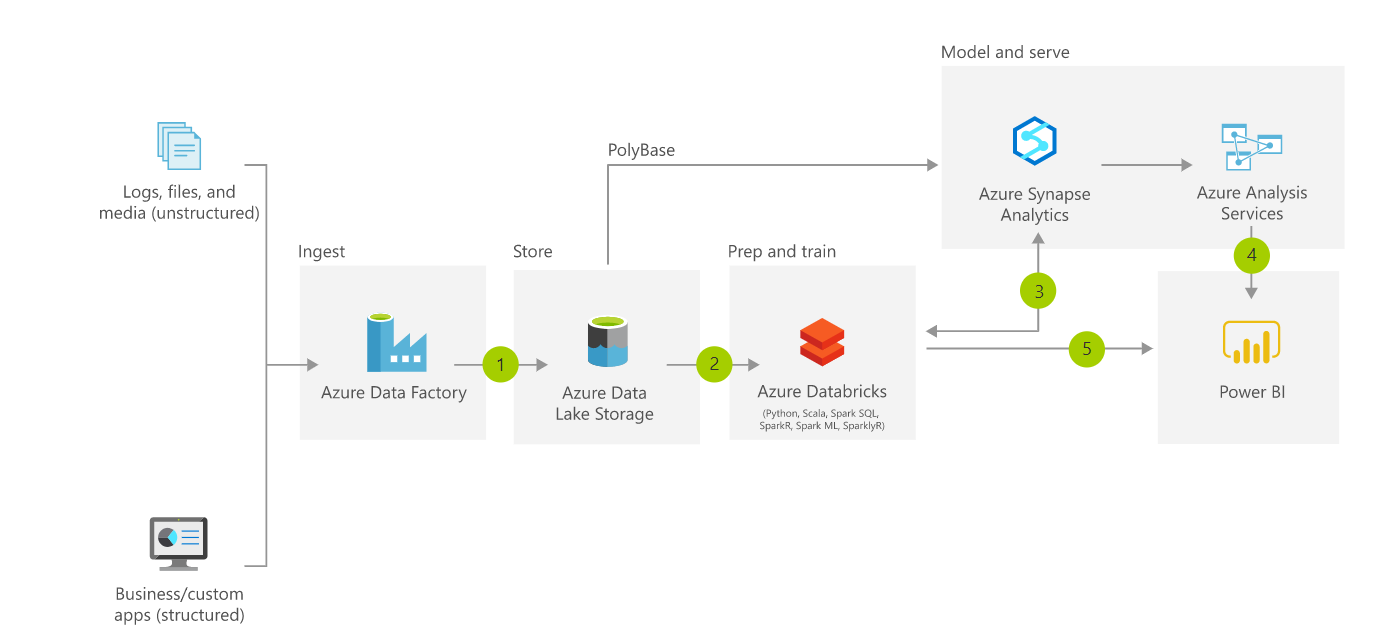 Model and serve
PolyBase
Logs, files, and
media (unstructured)
Azure Synapse
Analytics
Azure Analysis
Services
Ingest
Store
Prep and train
4
3
5
1
2
Azure Data Factory
Azure Data
Lake Storage
Azure Databricks
(Python, Scala, Spark SQL,
SparkR, Spark ML, SparklyR)
Power BI
Business/custom
apps (structured)